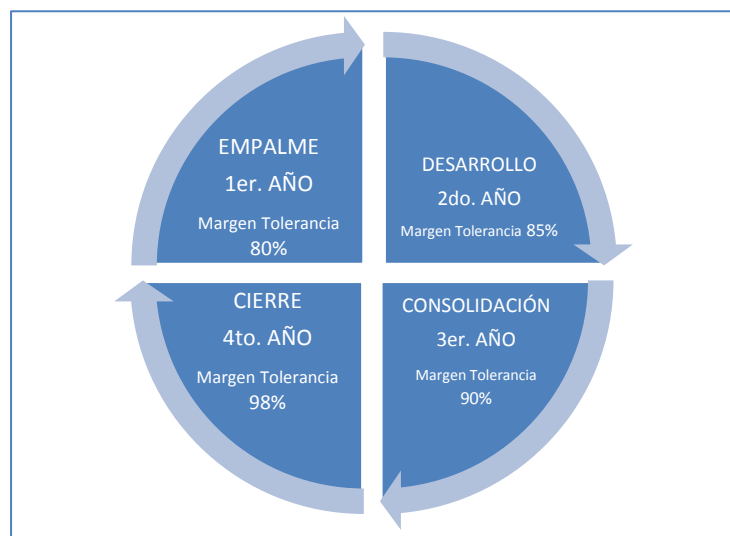 EMPALME
1er. AÑO
Margen Tolerancia
80%
DESARROLLO
2do. AÑO
Margen Tolerancia 85%
CONSOLIDACIÓN
3er. AÑO
Margen Tolerancia
90%
CIERRE
4to. AÑO
Margen Tolerancia
98%